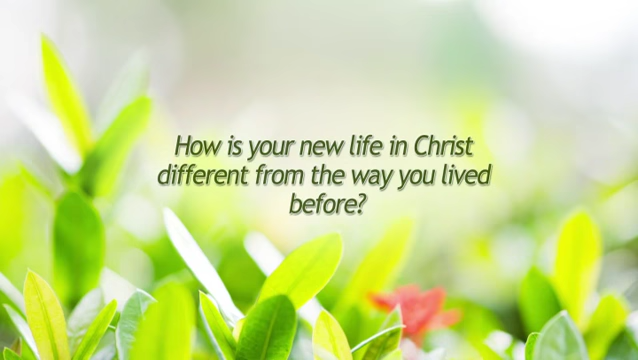 How is your new life in Christ
different from the way you lived
before?